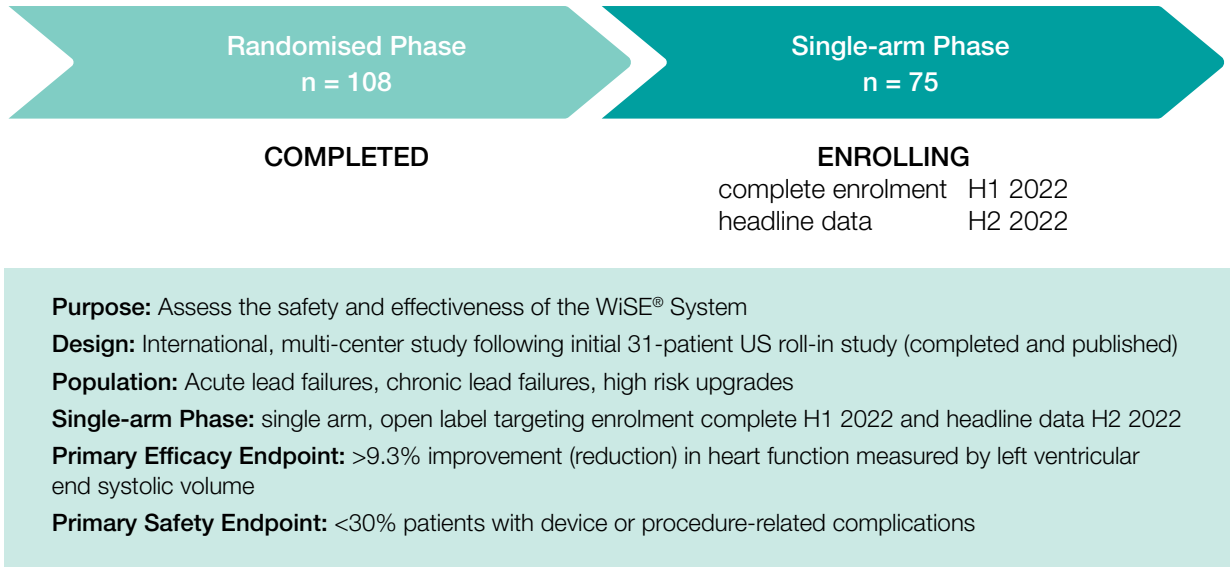 Randomised Phase
n = 108
Single-arm Phase
n = 75
COMPLETED
ENROLLING
complete enrolment H1 2022
headline data H2 2022
Purpose: Assess the safety and effectiveness of the WiSE® System
Design: International, multi-center study following initial 31-patient US roll-in study (completed and published)
Population: Acute lead failures, chronic lead failures, high risk upgrades
Single-arm Phase: single arm, open label targeting enrolment complete H1 2022 and headline data H2 2022
Primary Efficacy Endpoint: >9.3% improvement (reduction) in heart function measured by left ventricular
end systolic volume
Primary Safety Endpoint: <30% patients with device or procedure-related complications